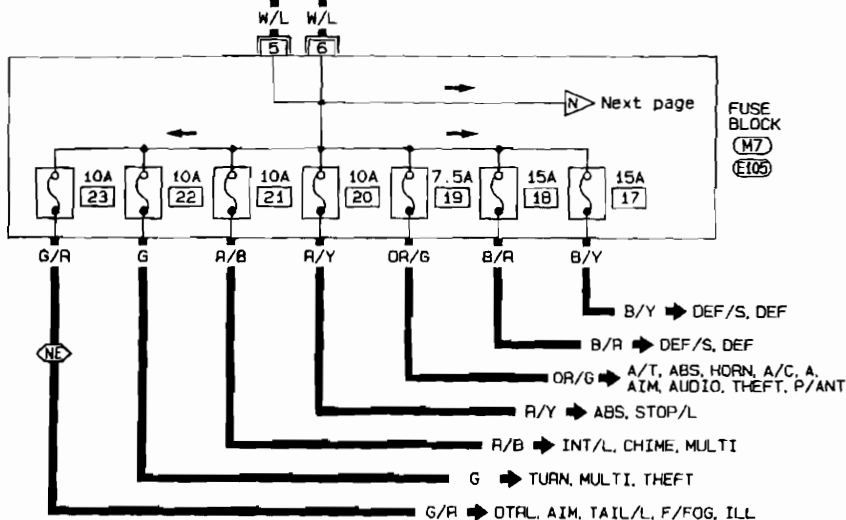 W/L W/L
5 6
N Next page
FUSE
BLOCK
M7
E105
10A 10A 10A 10A 7.5A 15A 15A
23 22 21 20 19 18 17
G/R G R/B R/Y OR/G B/R B/Y
B/Y DEF/S, DEF
NE
B/R DEF/S, DEF
OR/G A/T, ABS, HORN, A/C, A.
AIM, AUDIO, THEFT, P/ANT
R/Y ABS, STOP/L
R/B INT/L, CHIME, MULTI
G TURN, MULTI, THEFT
G/R DTRL, AIM, TAIL/L, F/FOG, ILL